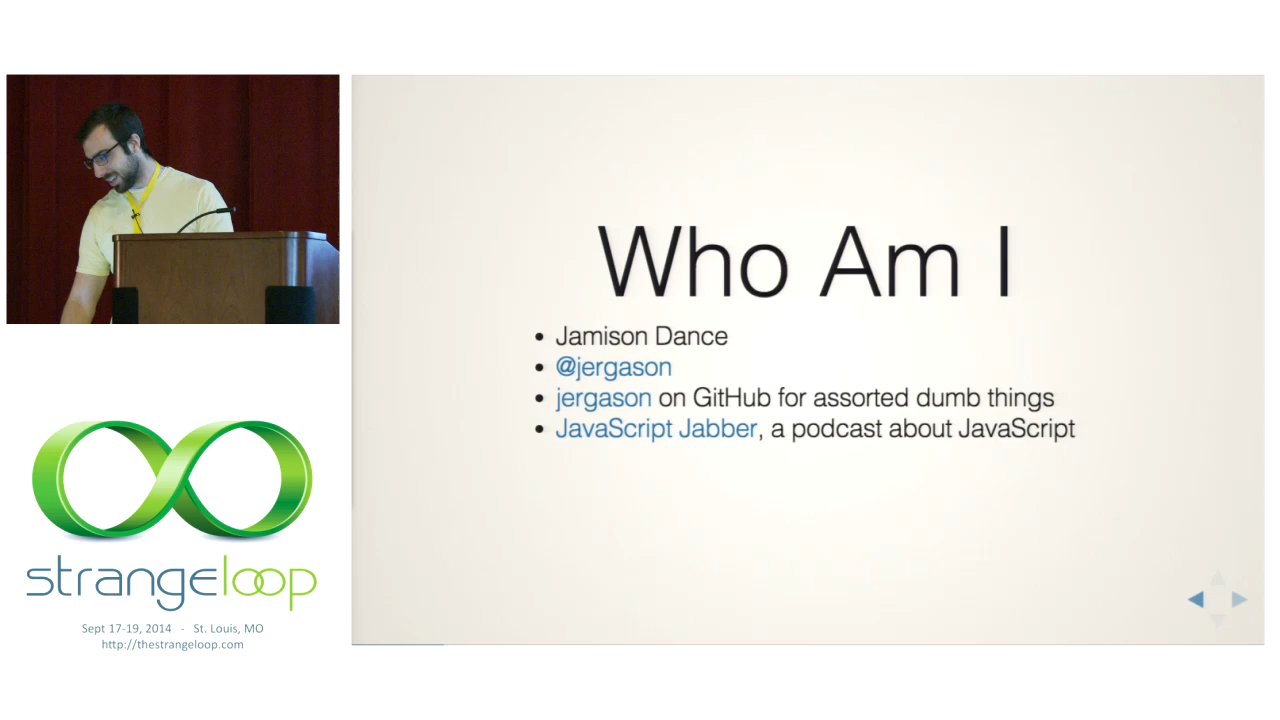 Who Am I
Jamison Dance
@jergason
jergason on GitHub for assorted dumb things
JavaScript Jabber, a podcast about JavaScript
strangeloop
Sept 17-19, 2014 - St. Louis, MO
http://thestrangeloop.com